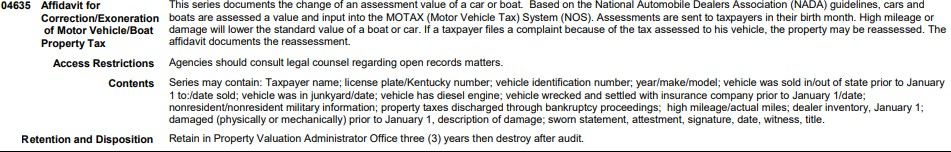 04635 Affidavit for Correction/Exoneration of Motor Vehicle/Boat Property Tax
This series documents the change of an assessment value of a car or boat. Based on the National Automobile Dealers Association (NADA) guidelines, cars and
boats are assessed a value and input into the MOTAX (Motor Vehicle Tax) System (NOS). Assessments are sent to taxpayers in their birth month. High mileage or
damage will lower the standard value of a boat or car. If a taxpayer files a complaint because of the tax assessed to his vehicle, the property may be reassessed. The
affidavit documents the reassessment.
Access Restrictions Agencies should consult legal counsel regarding open records matters.
Contents Series may contain: Taxpayer name; license plate/Kentucky number; vehicle identification number; year/make/model; vehicle was sold in/out of state prior to January
1 to:/date sold; vehicle was in junkyard/date; vehicle has diesel engine; vehicle wrecked and settled with insurance company prior to January 1/date;
nonresident/nonresident military information; property taxes discharged through bankruptcy proceedings; high mileage/actual miles; dealer inventory, January 1;
damaged (physically or mechanically) prior to January 1, description of damage; sworn statement, attestment, signature, date, witness, title.
Retention and Disposition Retain in Property Valuation Administrator Office three (3) years then destroy after audit.